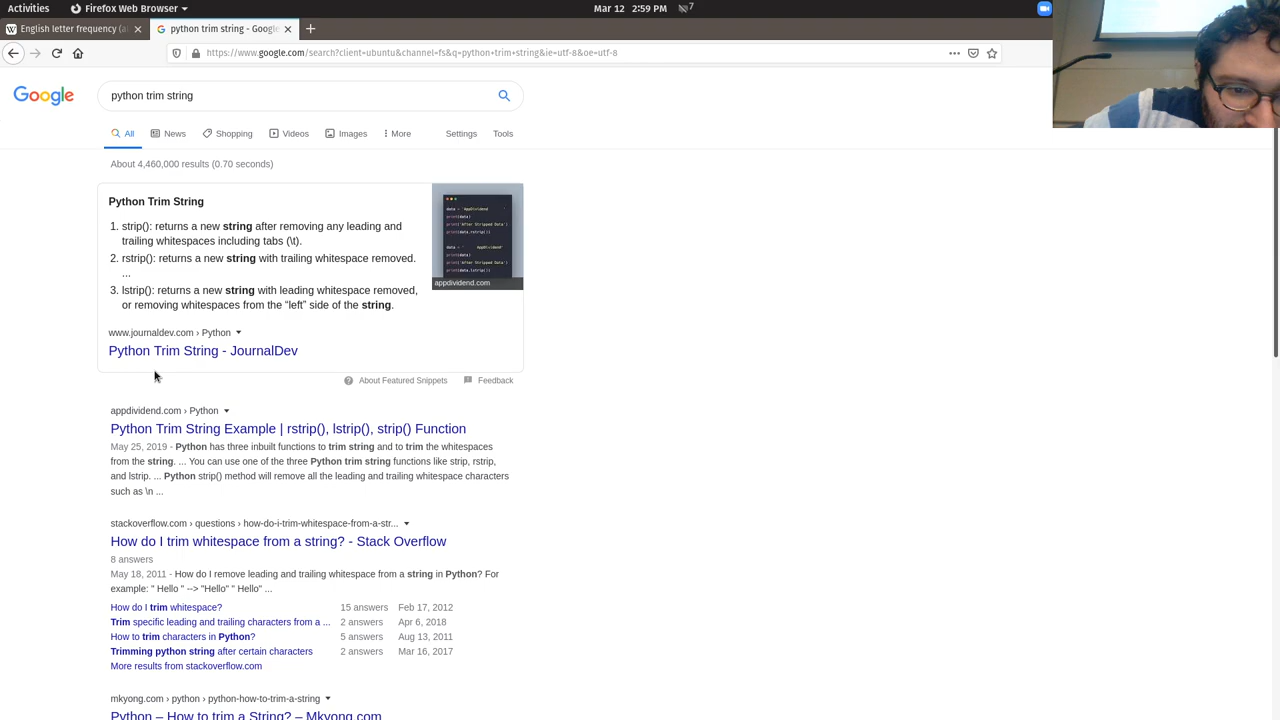 Activities
Firefox Web Browser
Mar 12 2:59 PM
7
English letter frequency (a
python trim string - Google
https://www.google.com/search?client=ubuntu&channel=fs&q=python+trim+string&ie=utf-8&oe=utf-8
Google
python trim string
All
News
Shopping
Videos
Images
More
Settings
Tools
About 4,460,000 results (0.70 seconds)
Python Trim String
1. strip(): returns a new string after removing any leading and
trailing whitespaces including tabs (\t).
2. rstrip(): returns a new string with trailing whitespace removed.
...
3. lstrip(): returns a new string with leading whitespace removed,
or removing whitespaces from the “left” side of the string.
appdividend.com
www.journaldev.com › Python
Python Trim String - JournalDev
About Featured Snippets
Feedback
appdividend.com › Python
Python Trim String Example | rstrip(), lstrip(), strip() Function
May 25, 2019 - Python has three inbuilt functions to trim string and to trim the whitespaces
from the string. ... You can use one of the three Python trim string functions like strip, rstrip,
and lstrip. ... Python strip() method will remove all the leading and trailing whitespace characters
such as \n ...
stackoverflow.com › questions › how-do-i-trim-whitespace-from-a-str...
How do I trim whitespace from a string? - Stack Overflow
8 answers
May 18, 2011 - How do I remove leading and trailing whitespace from a string in Python? For
example: " Hello " --> "Hello" " Hello" ...
How do I trim whitespace? 15 answers Feb 17, 2012
Trim specific leading and trailing characters from a ... 2 answers Apr 6, 2018
How to trim characters in Python? 5 answers Aug 13, 2011
Trimming python string after certain characters 2 answers Mar 16, 2017
More results from stackoverflow.com
mkyong.com › python › python-how-to-trim-a-string
Python – How to trim a String? – Mkyong.com